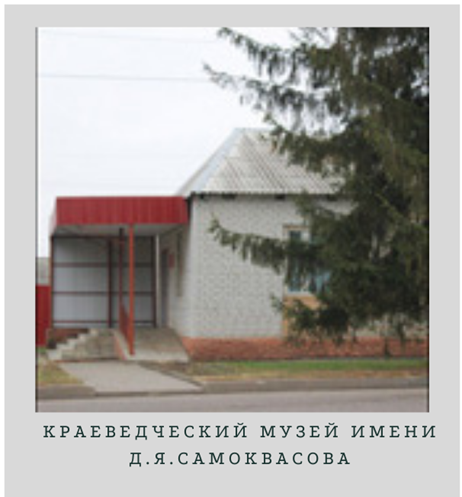 КРАЕВЕДЧЕСКИЙ МУЗЕЙ ИМЕНИ
Д.Я.САМОКВАСОВА